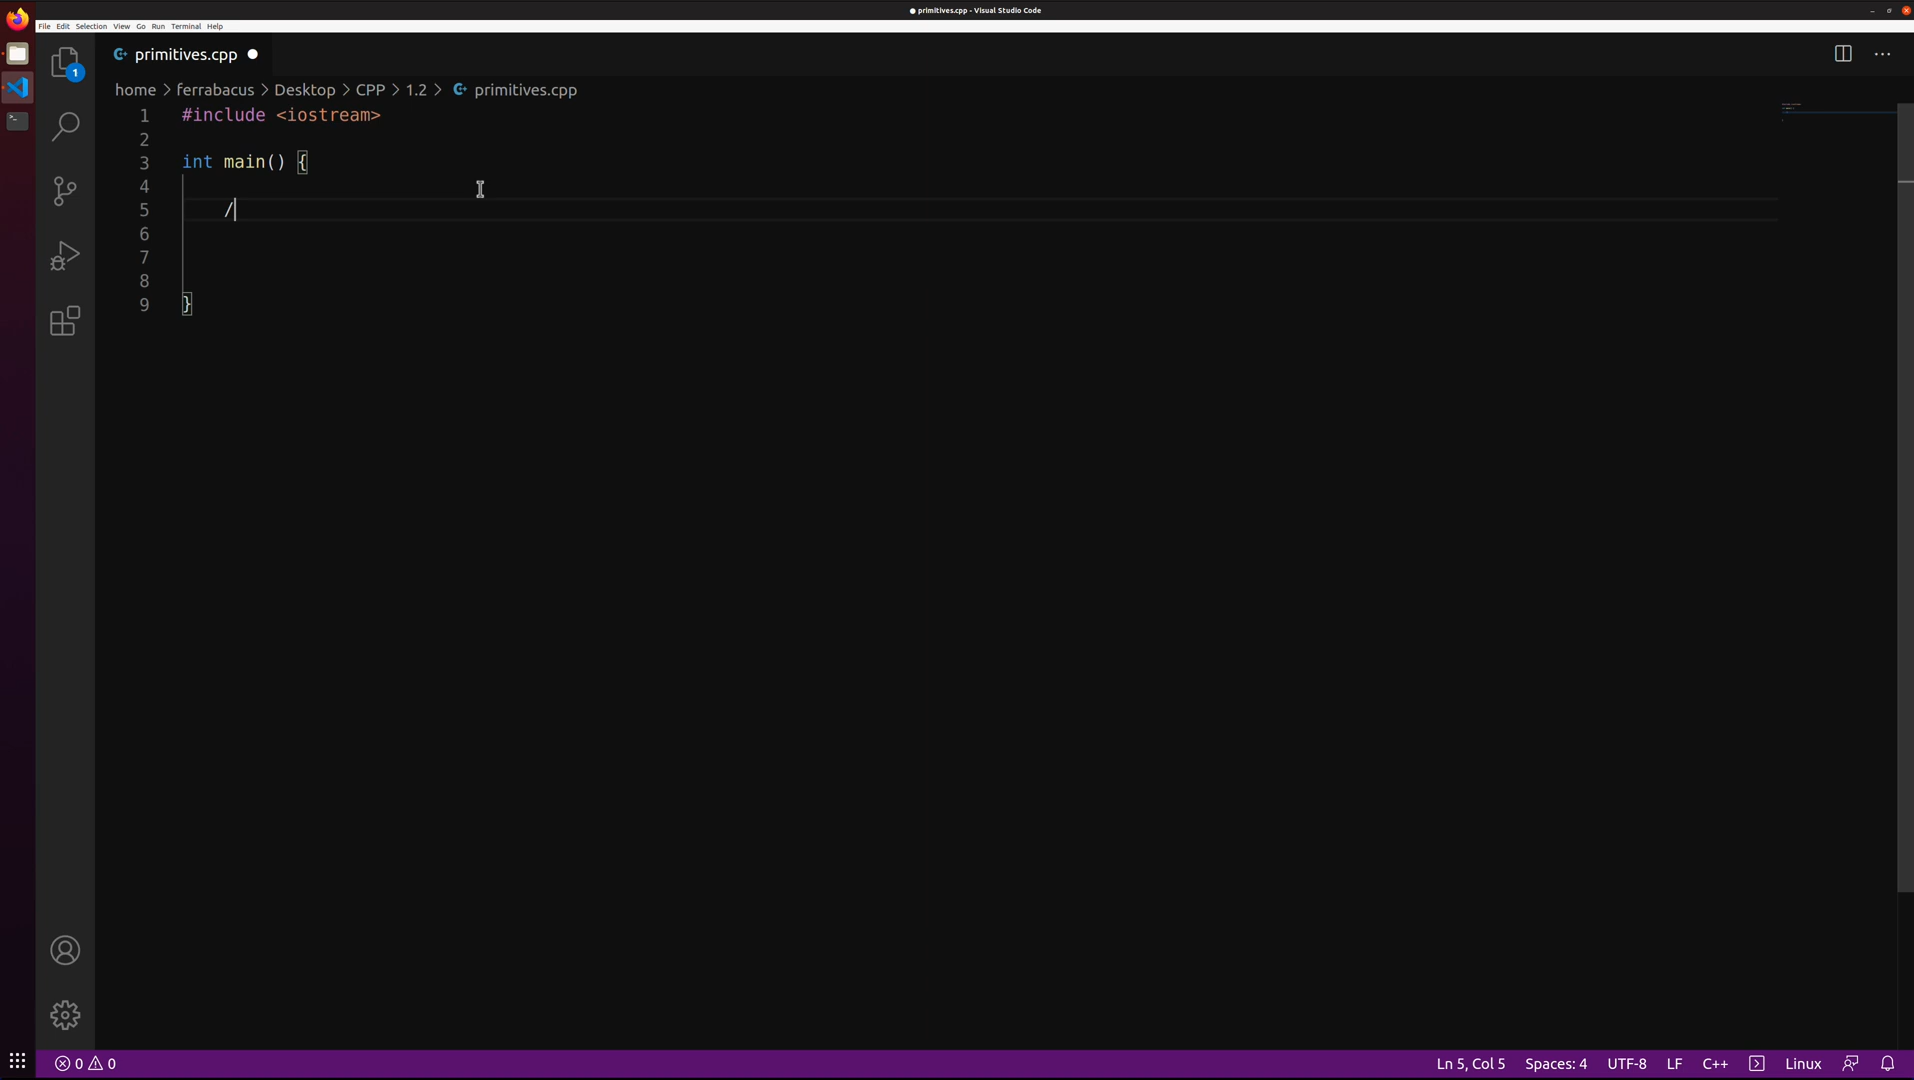 primitives.cpp - Visual Studio Code
File Edit Selection View Go Run Terminal Help
primitives.cpp
1
home > ferrabacus > Desktop > CPP > 1.2 > primitives.cpp
1 #include <iostream>
2
3 int main() {
4
5 /
6
7
8
9 }
0 0 Ln 5, Col 5 Spaces: 4 UTF-8 LF C++ Linux